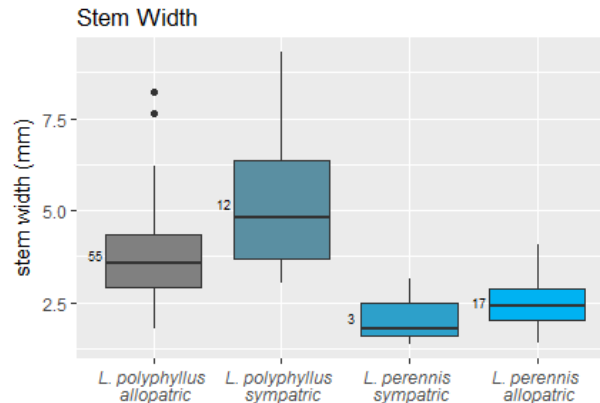 Stem Width
stem width (mm)
7.5
5.0
2.5
55
12
3
17
L. polyphyllus
allopatric
L. polyphyllus
sympatric
L. perennis
sympatric
L. perennis
allopatric